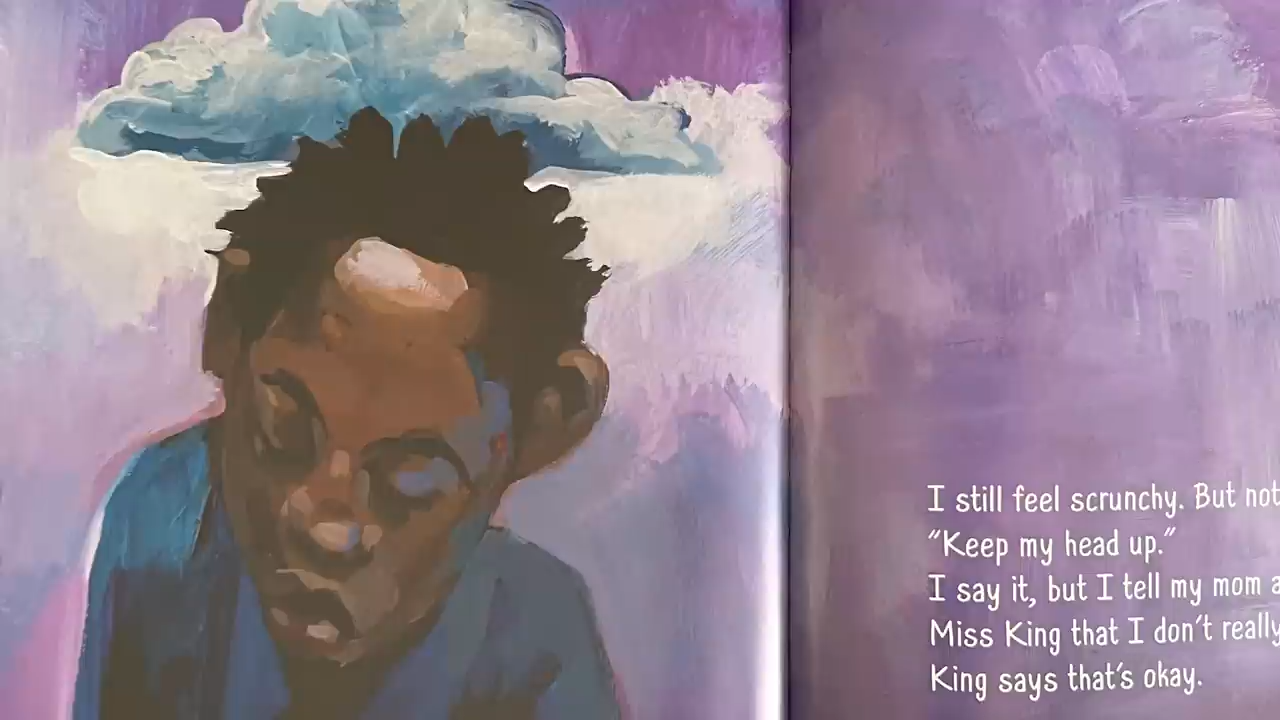 I still feel scrunchy. But not
“Keep my head up.”
I say it, but I tell my mom a
Miss King that I don’t really
King says that’s okay.